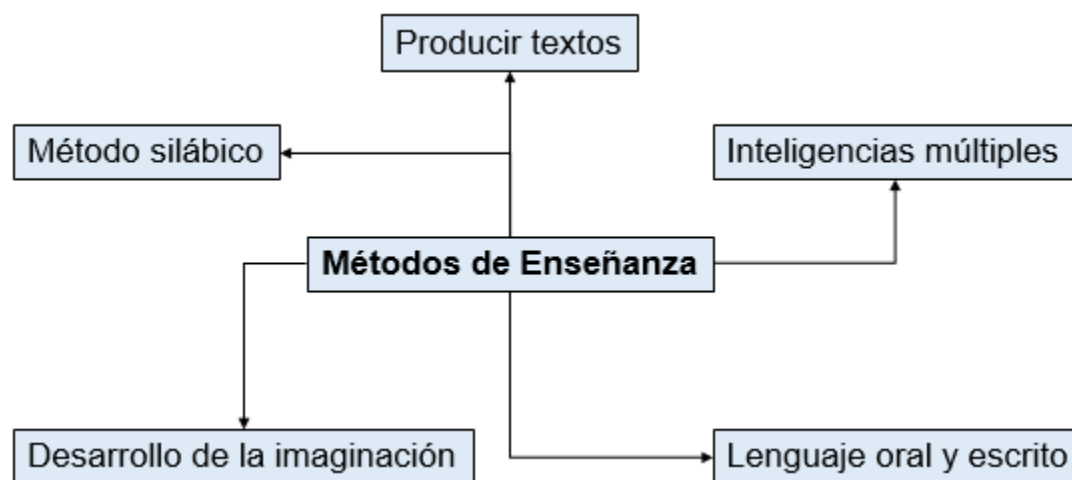 Producir textos
Método silábico
Inteligencias múltiples
Métodos de Enseñanza
Desarrollo de la imaginación
Lenguaje oral y escrito